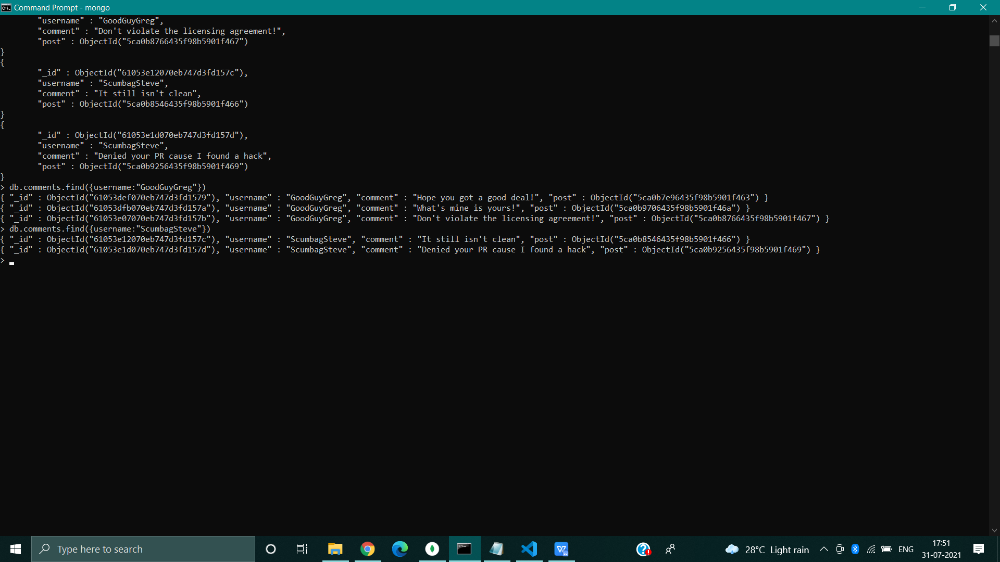 Command Prompt - mongo
"username" : "GoodGuyGreg",
"comment" : "Don't violate the licensing agreement!",
"post" : ObjectId("5ca0b8766435f98b5901f467")
}
{
"_id" : ObjectId("61053e12070eb747d3fd157c"),
"username" : "ScumbagSteve",
"comment" : "It still isn't clean",
"post" : ObjectId("5ca0b8546435f98b5901f466")
}
{
"_id" : ObjectId("61053e1d070eb747d3fd157d"),
"username" : "ScumbagSteve",
"comment" : "Denied your PR cause I found a hack",
"post" : ObjectId("5ca0b9256435f98b5901f469")
}
> db.comments.find({username:"GoodGuyGreg"})
{ "_id" : ObjectId("61053def070eb747d3fd1579"), "username" : "GoodGuyGreg", "comment" : "Hope you got a good deal!", "post" : ObjectId("5ca0b7e96435f98b5901f463") }
{ "_id" : ObjectId("61053dfb070eb747d3fd157a"), "username" : "GoodGuyGreg", "comment" : "What's mine is yours!", "post" : ObjectId("5ca0b9706435f98b5901f46a") }
{ "_id" : ObjectId("61053e07070eb747d3fd157b"), "username" : "GoodGuyGreg", "comment" : "Don't violate the licensing agreement!", "post" : ObjectId("5ca0b8766435f98b5901f467") }
> db.comments.find({username:"ScumbagSteve"})
{ "_id" : ObjectId("61053e12070eb747d3fd157c"), "username" : "ScumbagSteve", "comment" : "It still isn't clean", "post" : ObjectId("5ca0b8546435f98b5901f466") }
{ "_id" : ObjectId("61053e1d070eb747d3fd157d"), "username" : "ScumbagSteve", "comment" : "Denied your PR cause I found a hack", "post" : ObjectId("5ca0b9256435f98b5901f469") }
>
Type here to search
28°C Light rain
ENG
17:51
31-07-2021